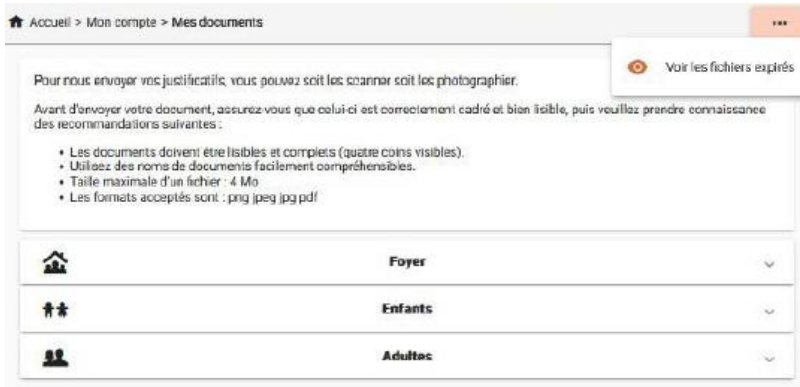 Accueil > Mon compte > Mes documents
...
Voir les fichiers expirés
Pour nous envoyer vos justificatifs, vous pouvez soit les scanner soit les photographier.
Avant d'envoyer votre document, assurez-vous que celui-ci est correctement cadré et bien lisible, puis veuillez prendre connaissance
des recommandations suivantes :
• Les documents doivent être lisibles et complets (quatre coins visibles).
• Utilisez des noms de documents facilement compréhensibles.
• Taille maximale d'un fichier : 4 Mo
• Les formats acceptés sont : png jpeg jpg pdf
Foyer
Enfants
Adultes